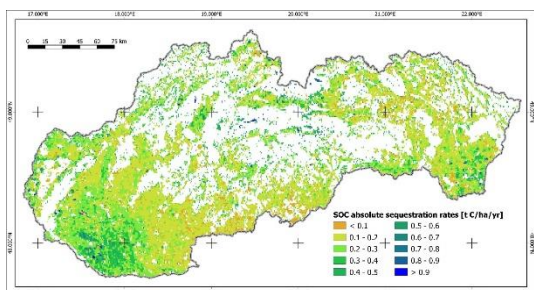 17.000°E 18.000°E 19.000°E 20.000°E 21.000°E 22.000°E
0 15 30 45 60 75 km
SOC absolute sequestration rates [t C/ha/yr]
< 0.1 0.5 - 0.6
0.1 - 0.2 0.6 - 0.7
0.2 - 0.3 0.7 - 0.8
0.3 - 0.4 0.8 - 0.9
0.4 - 0.5 > 0.9